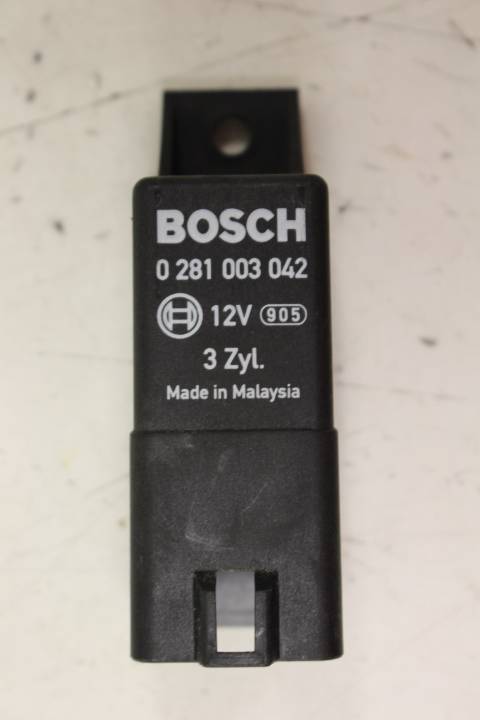 BOSCH
0 281 003 042
12V 905
3 Zyl.
Made in Malaysia